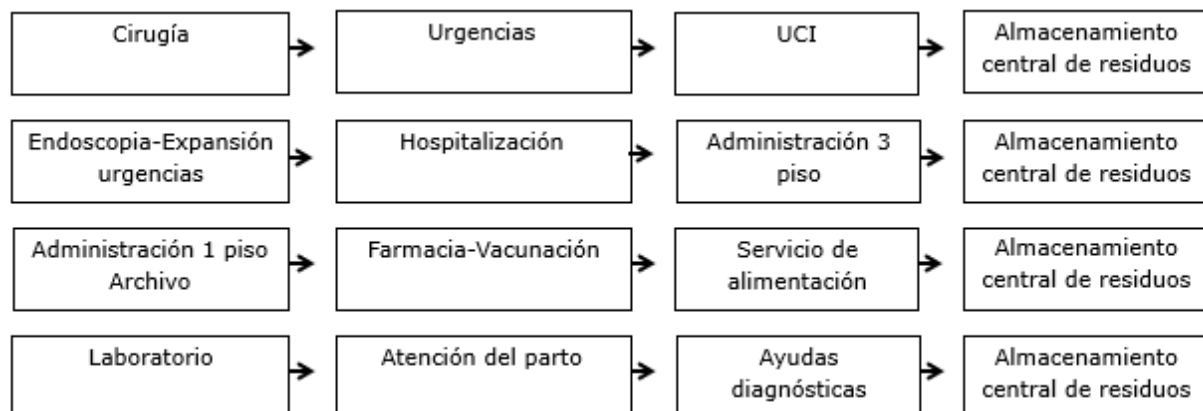 Cirugía
Urgencias
UCI
Almacenamiento
central de residuos
Endoscopia-Expansión
urgencias
Hospitalización
Administración 3
piso
Almacenamiento
central de residuos
Administración 1 piso
Archivo
Farmacia-Vacunación
Servicio de
alimentación
Almacenamiento
central de residuos
Laboratorio
Atención del parto
Ayudas
diagnósticas
Almacenamiento
central de residuos